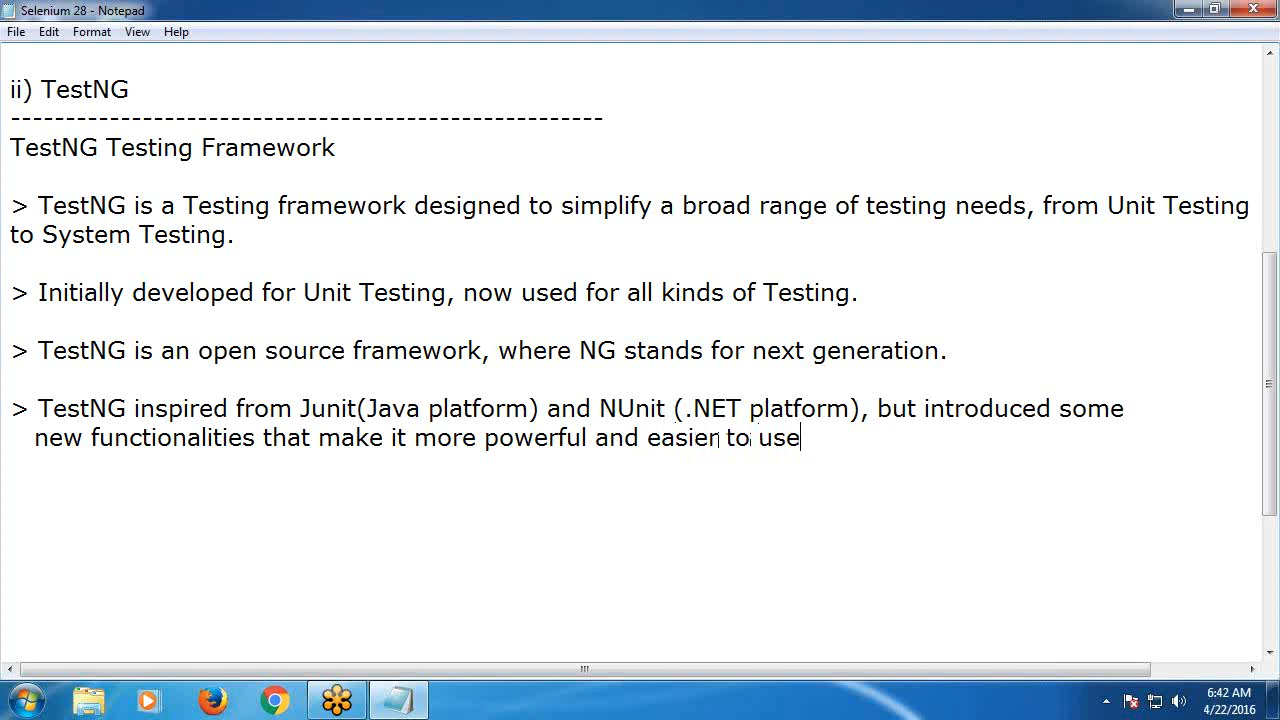 Selenium 28 - Notepad
File Edit Format View Help
ii) TestNG
------------------------------------------------------
TestNG Testing Framework
> TestNG is a Testing framework designed to simplify a broad range of testing needs, from Unit Testing
to System Testing.
> Initially developed for Unit Testing, now used for all kinds of Testing.
> TestNG is an open source framework, where NG stands for next generation.
> TestNG inspired from Junit(Java platform) and NUnit (.NET platform), but introduced some
new functionalities that make it more powerful and easier to use
6:42 AM
4/22/2016